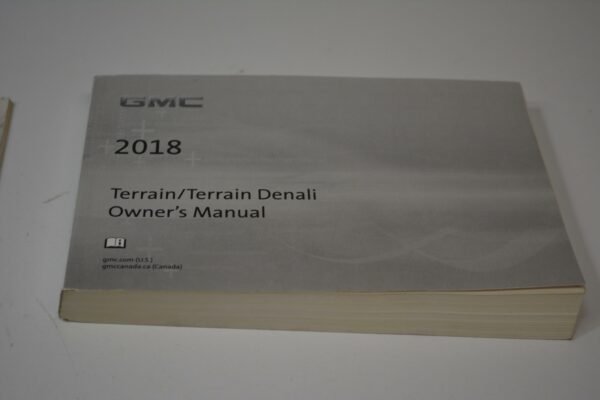 GMC
2018
Terrain/Terrain Denali
Owner's Manual
gmc.com (U.S.)
gmccanada.ca (Canada)